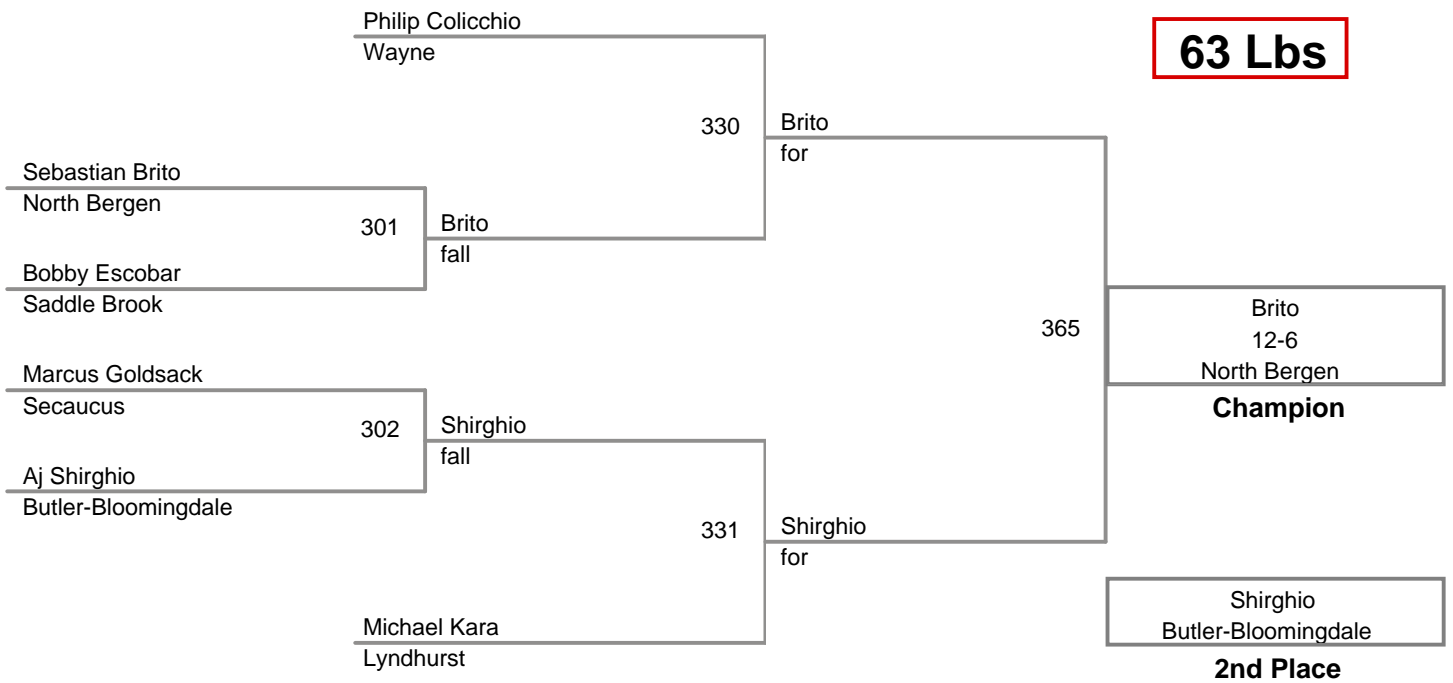 Philip Colicchio
Wayne
63 Lbs
330
Brito
for
Sebastian Brito
North Bergen
301
Brito
fall
Bobby Escobar
Saddle Brook
365
Brito
12-6
North Bergen
Champion
Marcus Goldsack
Secaucus
302
Shirghio
fall
Aj Shirghio
Butler-Bloomingdale
331
Shirghio
for
Michael Kara
Lyndhurst
Shirghio
Butler-Bloomingdale
2nd Place